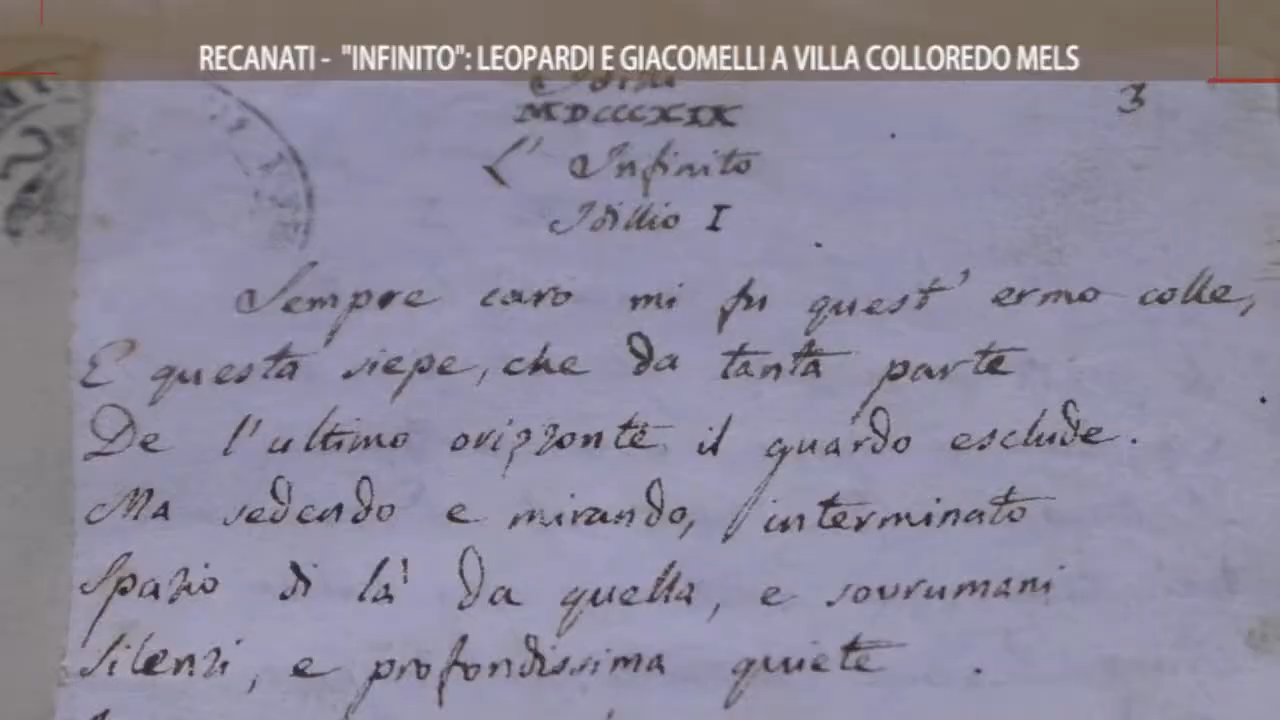 RECANATI - "INFINITO": LEOPARDI E GIACOMELLI A VILLA COLLOREDO MELS
3
MDCCCXIX
L' Infinito
Idillio I
Sempre caro mi fu quest' ermo colle,
E questa siepe, che da tanta parte
De l'ultimo orizzonte il guardo esclude.
Ma sedendo e mirando, interminato
Spazio di là da quella, e sovrumani
Silenzi, e profondissima quiete